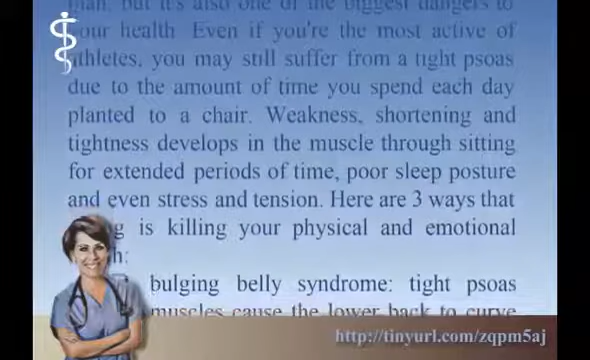 man, but it's also one of the biggest dangers to
your health Even if you're the most active of
athletes, you may still suffer from a tight psoas
due to the amount of time you spend each day
planted to a chair. Weakness, shortening and
tightness develops in the muscle through sitting
for extended periods of time, poor sleep posture
and even stress and tension. Here are 3 ways that
g is killing your physical and emotional
h:
bulging belly syndrome: tight psoas
muscles cause the lower back to curve
http://tinyurl.com/zqpm5aj